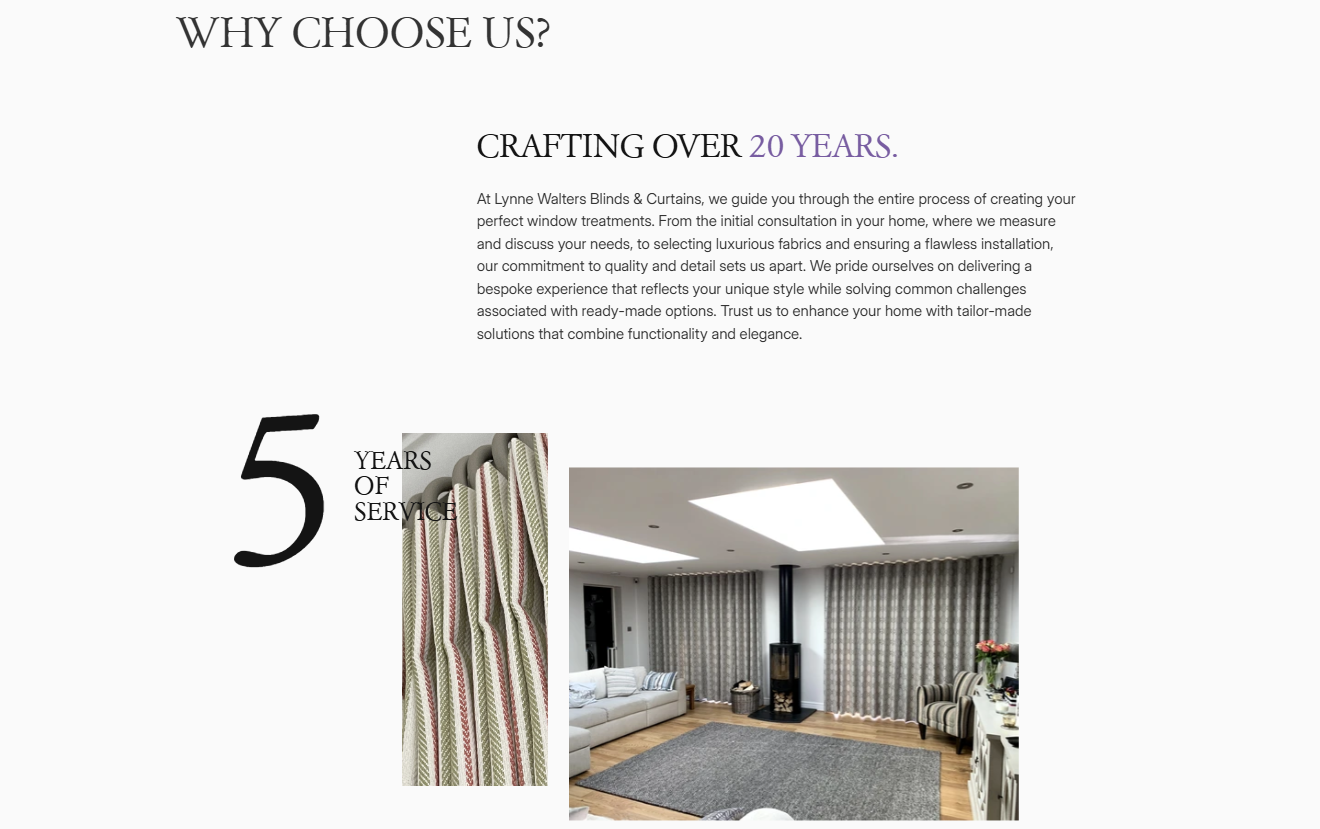 WHY CHOOSE US?
CRAFTING OVER 20 YEARS.
At Lynne Walters Blinds & Curtains, we guide you through the entire process of creating your
perfect window treatments. From the initial consultation in your home, where we measure
and discuss your needs, to selecting luxurious fabrics and ensuring a flawless installation,
our commitment to quality and detail sets us apart. We pride ourselves on delivering a
bespoke experience that reflects your unique style while solving common challenges
associated with ready-made options. Trust us to enhance your home with tailor-made
solutions that combine functionality and elegance.
5
YEARS
OF
SERVICE